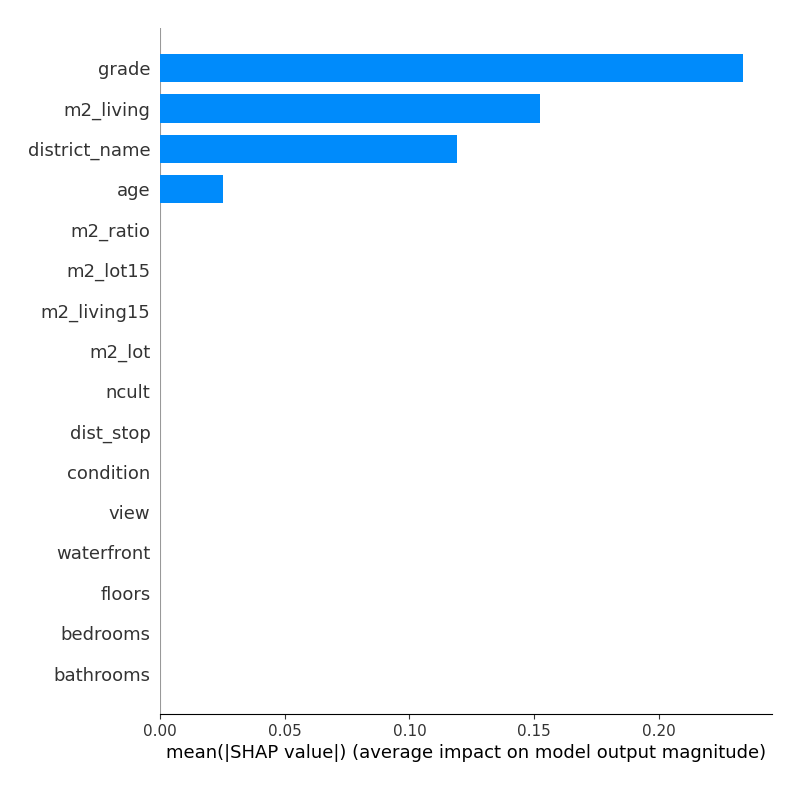 grade
m2_living
district_name
age
m2_ratio
m2_lot15
m2_living15
m2_lot
ncult
dist_stop
condition
view
waterfront
floors
bedrooms
bathrooms
0.00 0.05 0.10 0.15 0.20
mean(|SHAP value|) (average impact on model output magnitude)